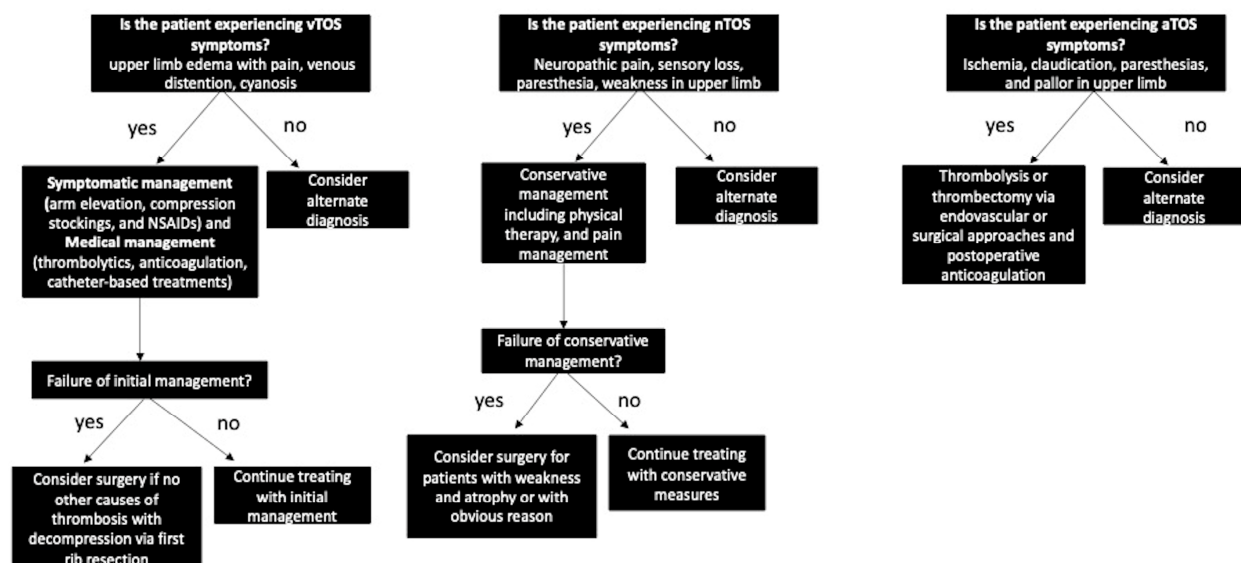 Is the patient experiencing vTOS
symptoms?
upper limb edema with pain, venous
distention, cyanosis
yes
no
Symptomatic management
(arm elevation, compression
stockings, and NSAIDs) and
Medical management
(thrombolytics, anticoagulation,
catheter-based treatments)
Consider
alternate
diagnosis
Failure of initial management?
yes
no
Consider surgery if no
other causes of
thrombosis with
decompression via first
rib resection
Continue treating
with initial
management
Is the patient experiencing nTOS
symptoms?
Neuropathic pain, sensory loss,
paresthesia, weakness in upper limb
yes
no
Conservative
management
including physical
therapy, and pain
management
Consider
alternate
diagnosis
Failure of conservative
management?
yes
no
Consider surgery for
patients with weakness
and atrophy or with
obvious reason
Continue treating
with conservative
measures
Is the patient experiencing aTOS
symptoms?
Ischemia, claudication, paresthesias,
and pallor in upper limb
yes
no
Thrombolysis or
thrombectomy via
endovascular or
surgical approaches and
postoperative
anticoagulation
Consider
alternate
diagnosis